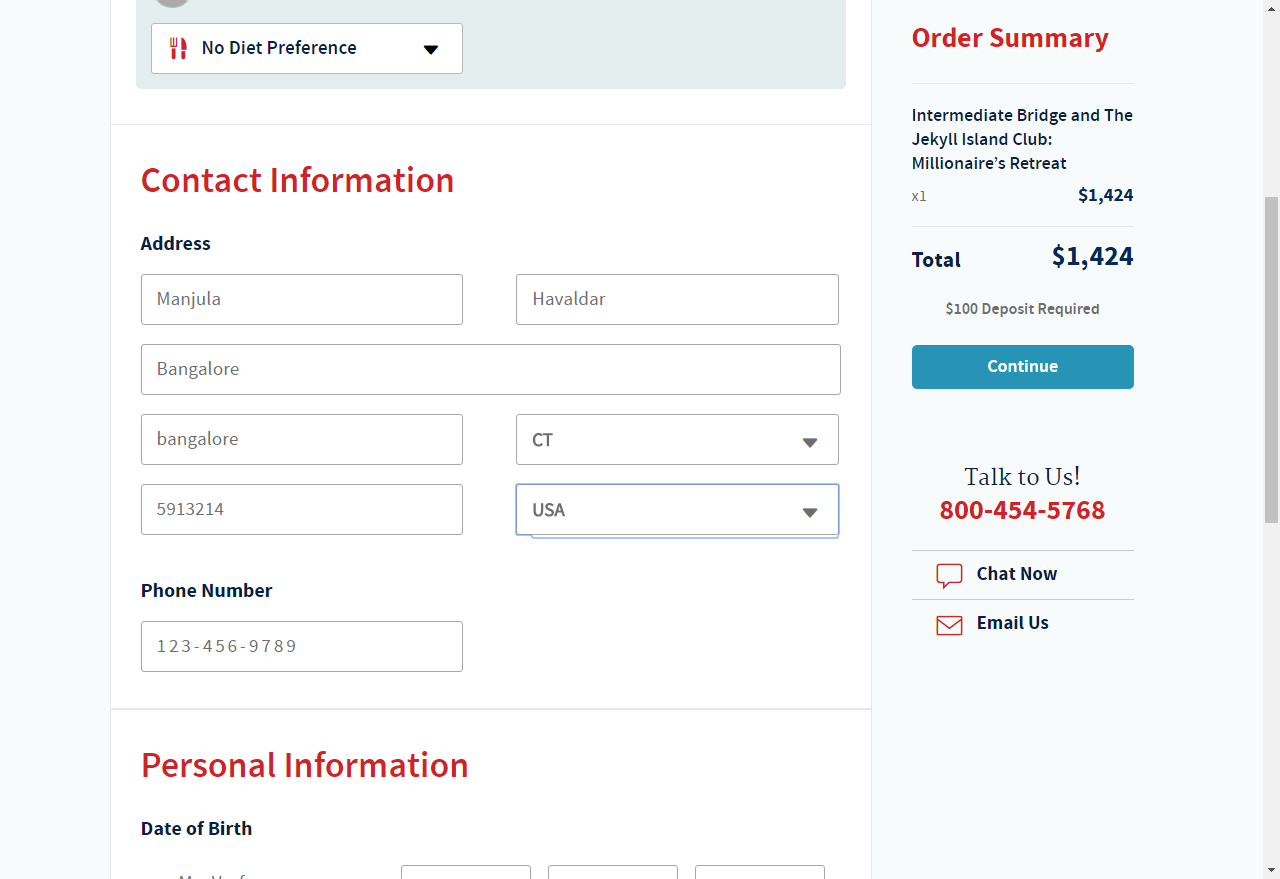 No Diet Preference
Contact Information
Address
Manjula
Havaldar
Bangalore
bangalore
CT
5913214
USA
Phone Number
123-456-9789
Personal Information
Date of Birth
Order Summary
Intermediate Bridge and The
Jekyll Island Club:
Millionaire’s Retreat
x1 $1,424
Total $1,424
$100 Deposit Required
Continue
Talk to Us!
800-454-5768
Chat Now
Email Us